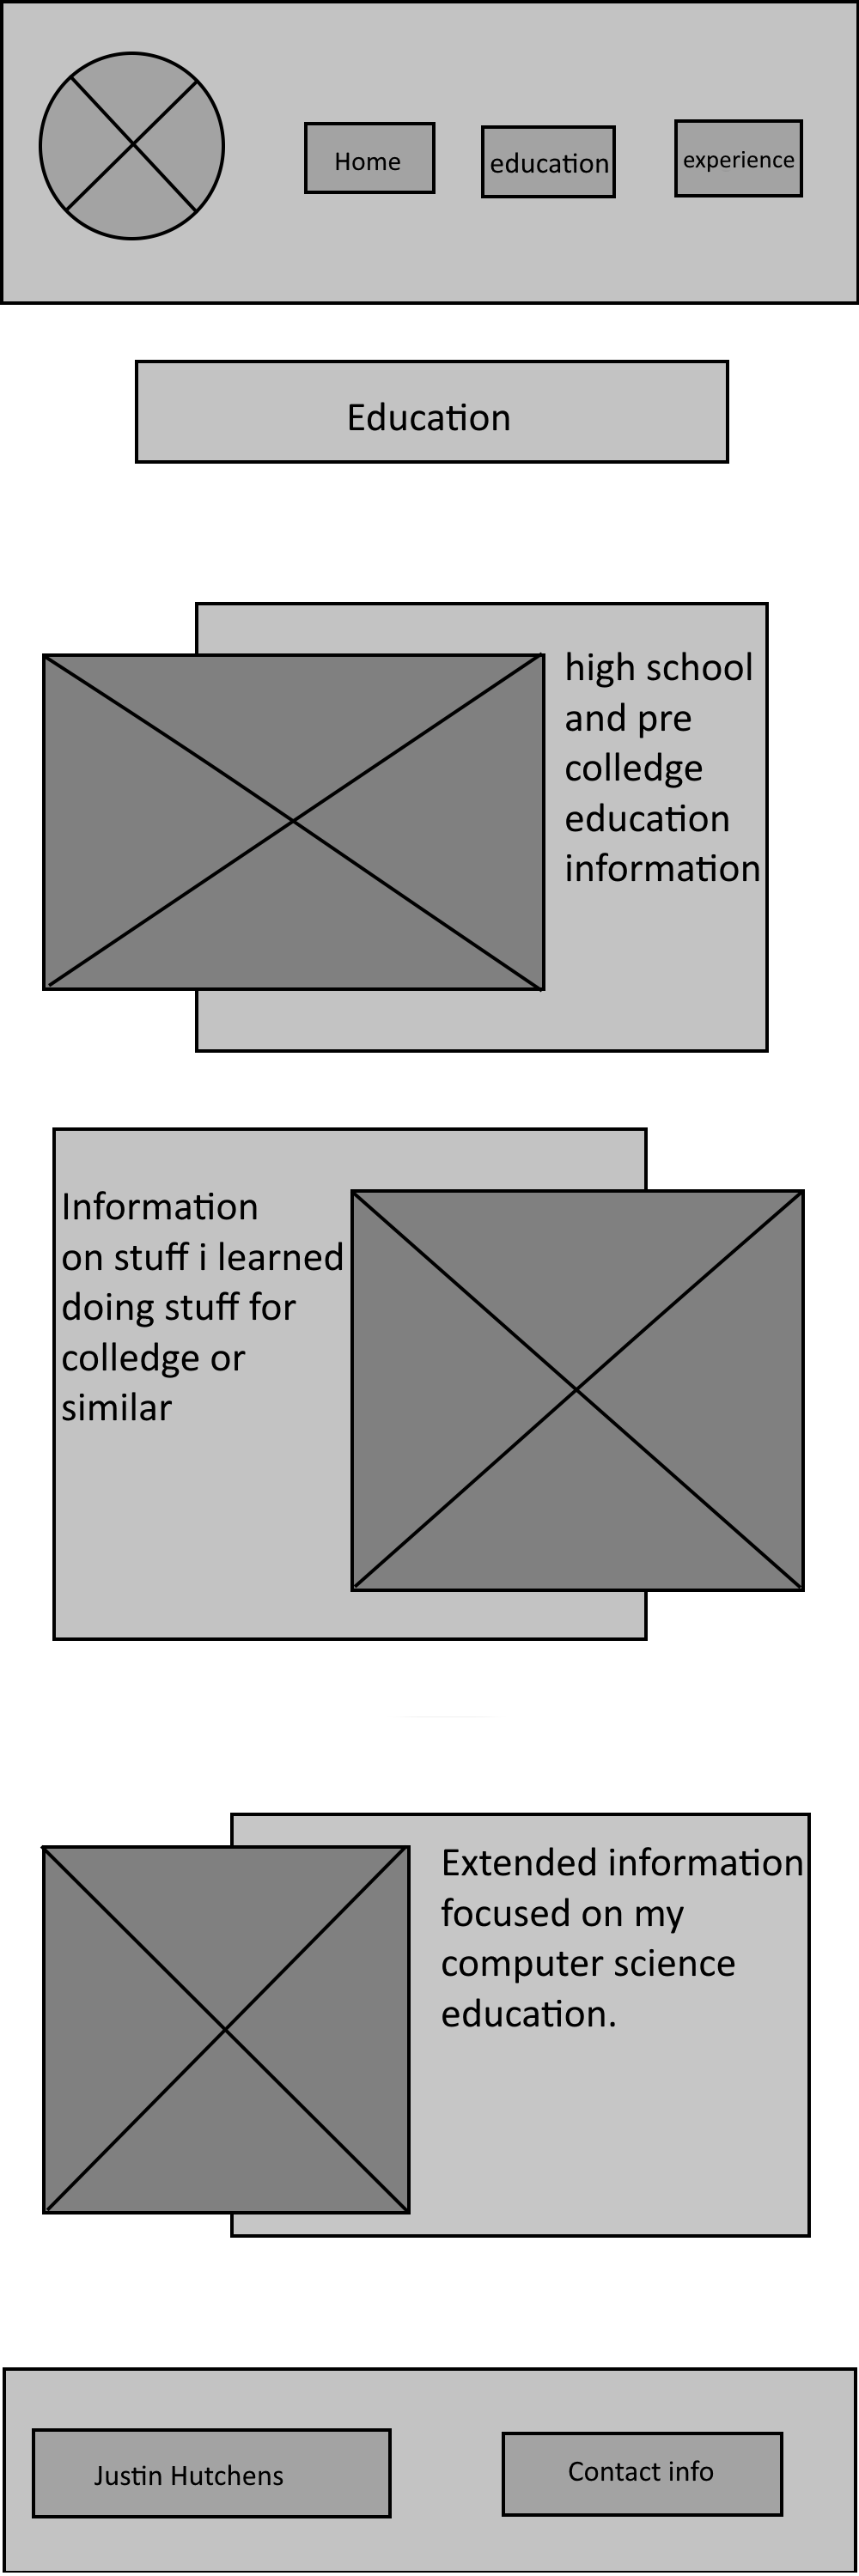 Home
education
experience
Education
high school
and pre
colledge
education
information
Information
on stuff i learned
doing stuff for
colledge or
similar
Extended information
focused on my
computer science
education.
Justin Hutchens
Contact info